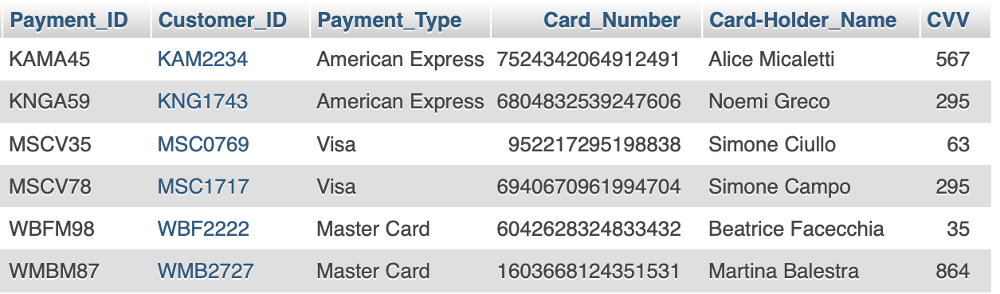 Payment_ID Customer_ID Payment_Type Card_Number Card-Holder_Name CVV
KAMA45 KAM2234 American Express 7524342064912491 Alice Micaletti 567
KNGA59 KNG1743 American Express 6804832539247606 Noemi Greco 295
MSCV35 MSC0769 Visa 952217295198838 Simone Ciullo 63
MSCV78 MSC1717 Visa 6940670961994704 Simone Campo 295
WBFM98 WBF2222 Master Card 6042628324833432 Beatrice Facecchia 35
WMBM87 WMB2727 Master Card 1603668124351531 Martina Balestra 864